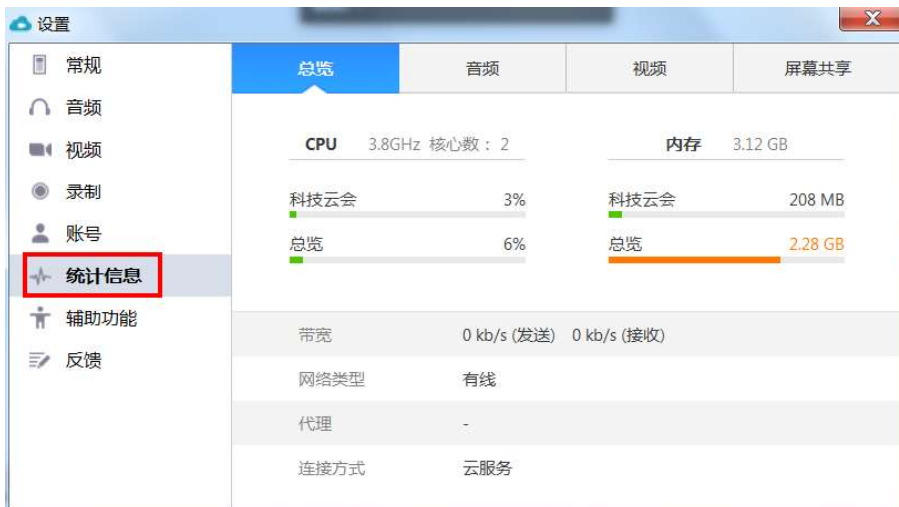 设置
X
常规
音频
视频
录制
账号
统计信息
辅助功能
反馈
总览 音频 视频 屏幕共享
CPU 3.8GHz 核心数： 2
科技云会 3%
总览 6%
内存 3.12 GB
科技云会 208 MB
总览 2.28 GB
带宽 0 kb/s (发送) 0 kb/s (接收)
网络类型 有线
代理 -
连接方式 云服务